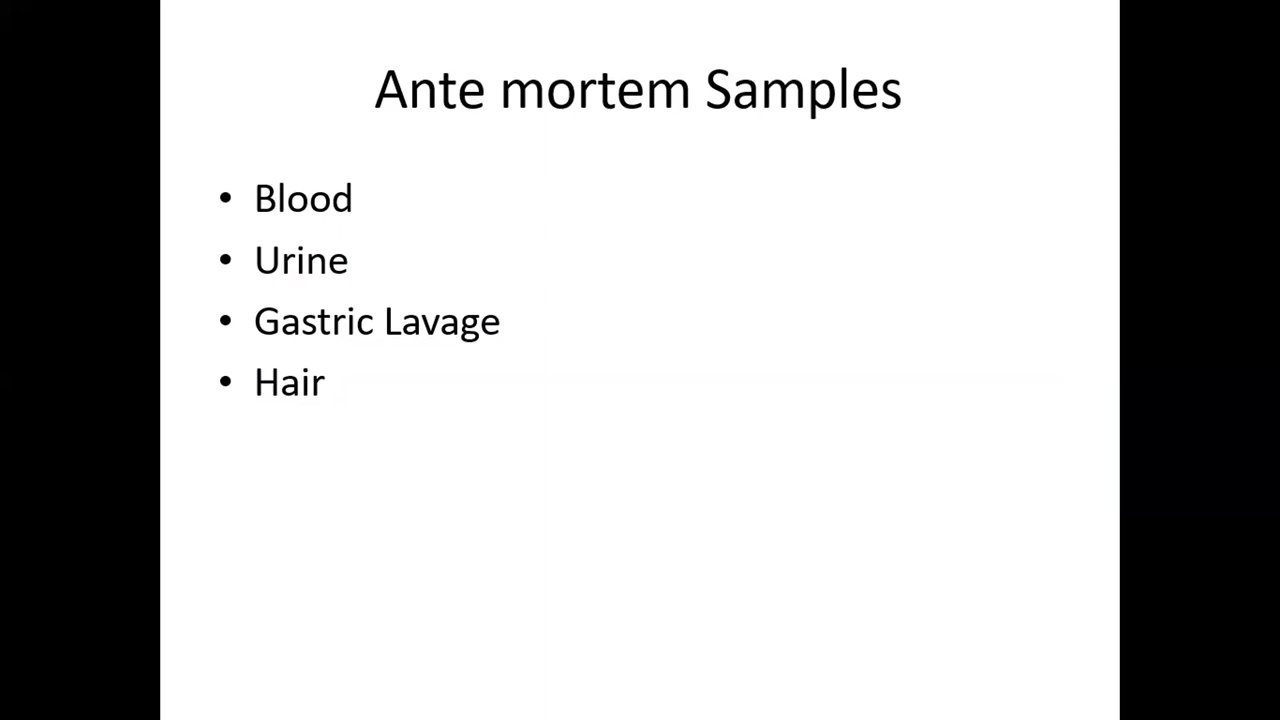 Ante mortem Samples
• Blood
• Urine
• Gastric Lavage
• Hair